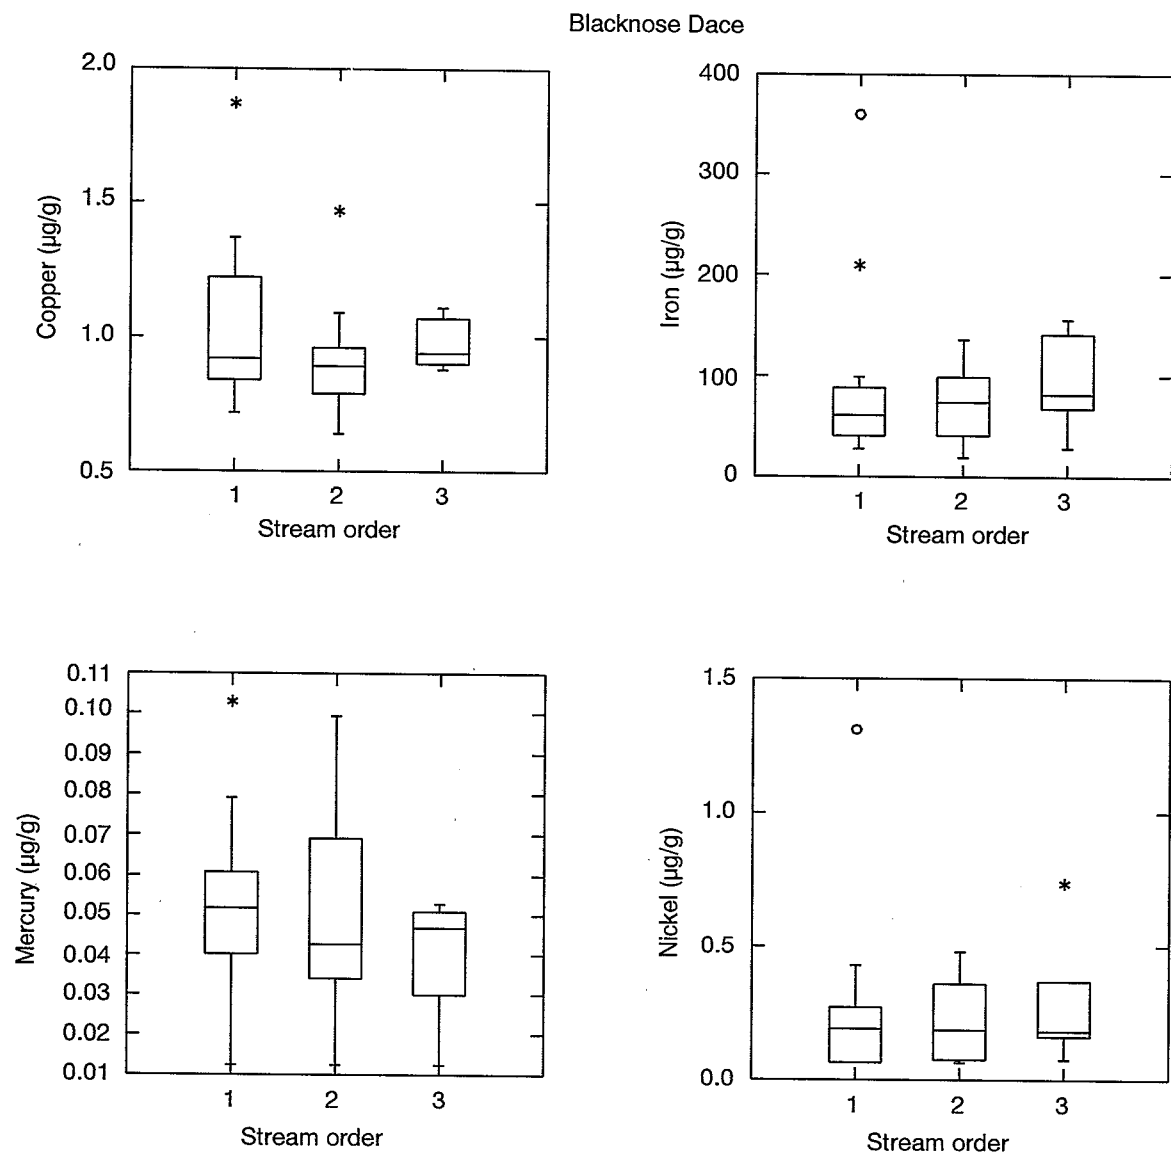 Blacknose Dace
2.0
1.5
1.0
0.5
Copper (µg/g)
1 2 3
Stream order
400
300
200
100
0
Iron (µg/g)
1 2 3
Stream order
0.11
0.10
0.09
0.08
0.07
0.06
0.05
0.04
0.03
0.02
0.01
Mercury (µg/g)
1 2 3
Stream order
1.5
1.0
0.5
0.0
Nickel (µg/g)
1 2 3
Stream order